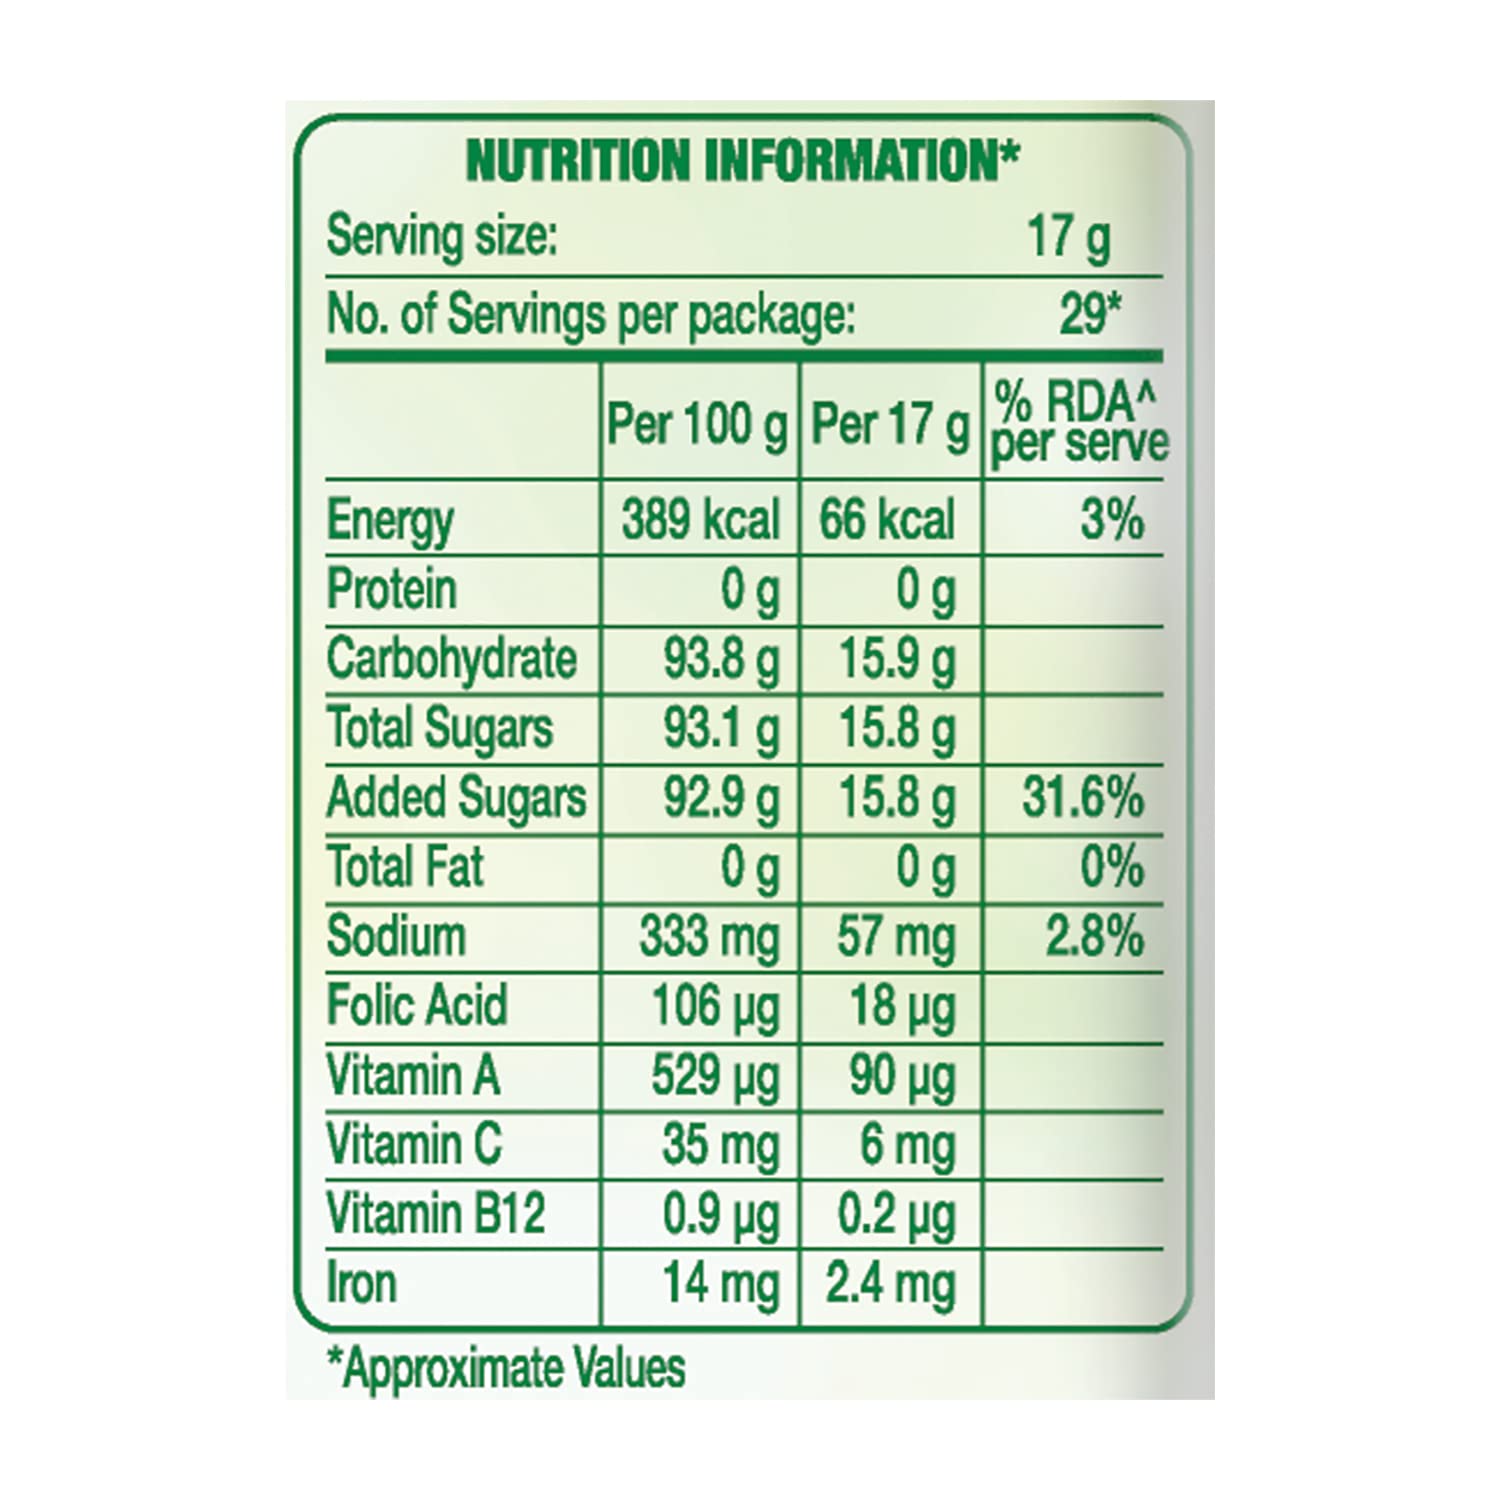 NUTRITION INFORMATION*
Serving size: 17 g
No. of Servings per package: 29*
Per 100 g Per 17 g % RDA^ per serve
Energy 389 kcal 66 kcal 3%
Protein 0 g 0 g
Carbohydrate 93.8 g 15.9 g
Total Sugars 93.1 g 15.8 g
Added Sugars 92.9 g 15.8 g 31.6%
Total Fat 0 g 0 g 0%
Sodium 333 mg 57 mg 2.8%
Folic Acid 106 µg 18 µg
Vitamin A 529 µg 90 µg
Vitamin C 35 mg 6 mg
Vitamin B12 0.9 µg 0.2 µg
Iron 14 mg 2.4 mg
*Approximate Values